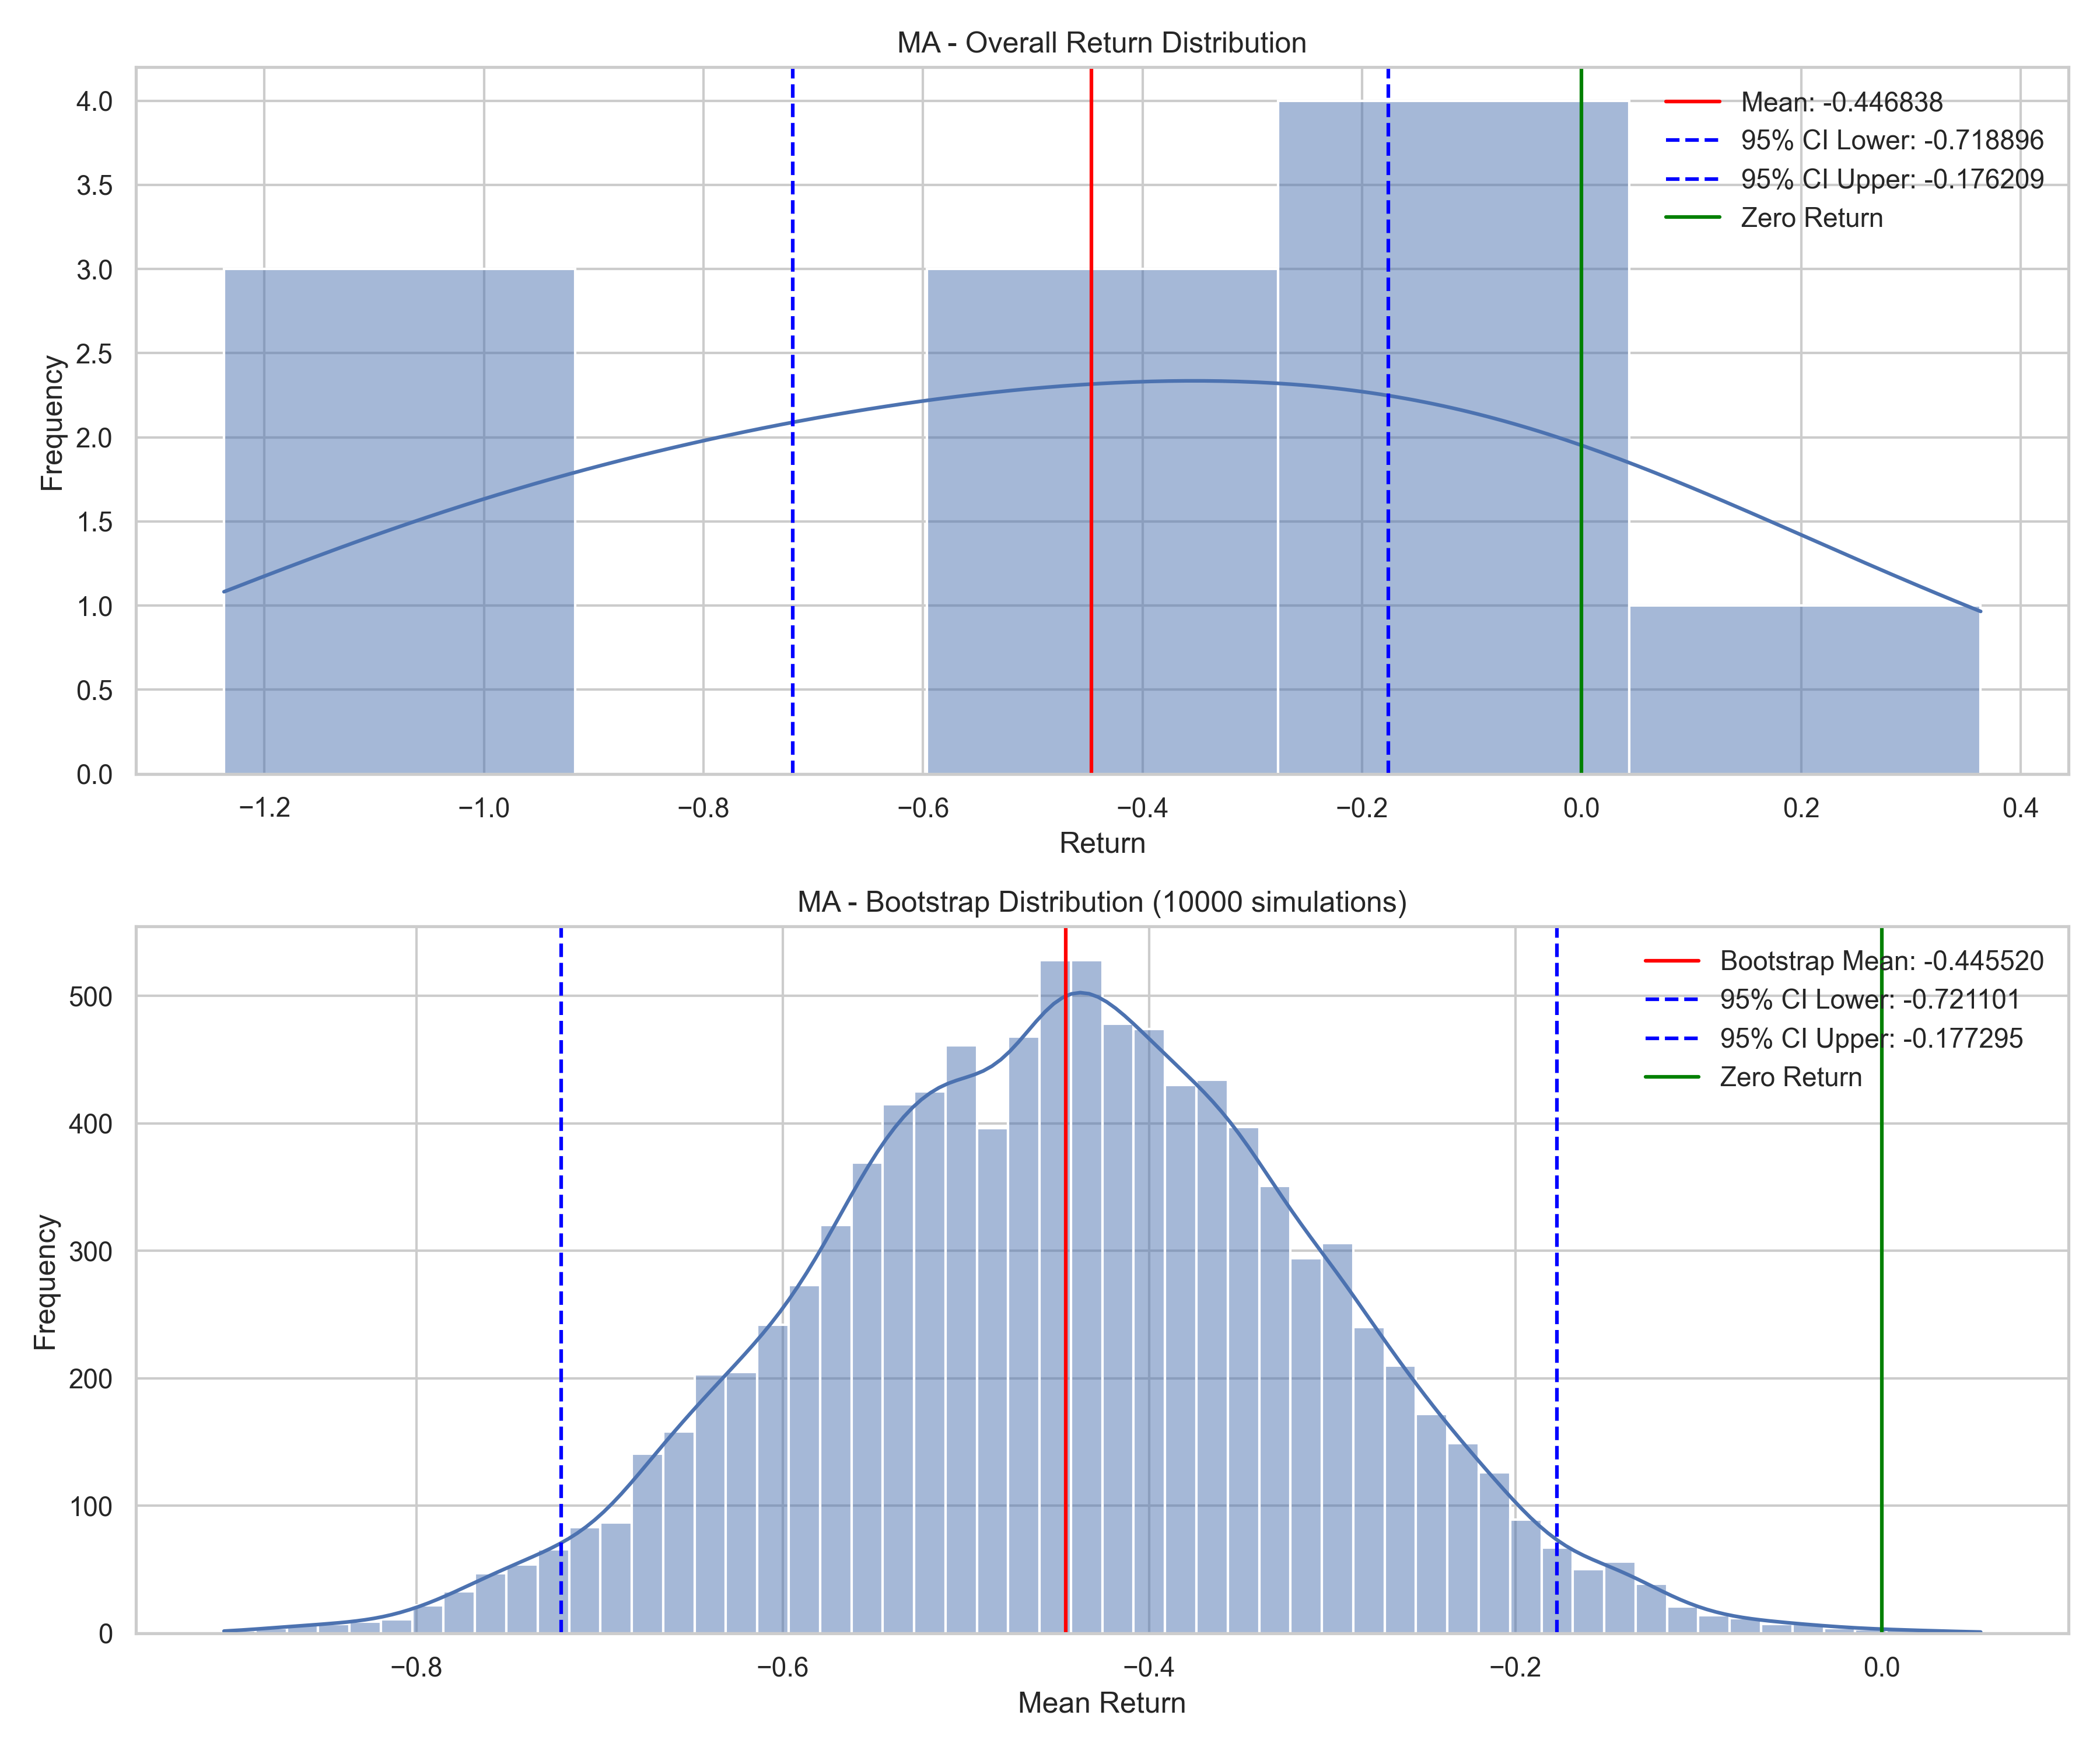 MA - Overall Return Distribution
Mean: -0.446838
95% CI Lower: -0.718896
95% CI Upper: -0.176209
Zero Return
Frequency
4.0
3.5
3.0
2.5
2.0
1.5
1.0
0.5
0.0
−1.2 −1.0 −0.8 −0.6 −0.4 −0.2 0.0 0.2 0.4
Return
MA - Bootstrap Distribution (10000 simulations)
Bootstrap Mean: -0.445520
95% CI Lower: -0.721101
95% CI Upper: -0.177295
Zero Return
Frequency
500
400
300
200
100
0
−0.8 −0.6 −0.4 −0.2 0.0
Mean Return